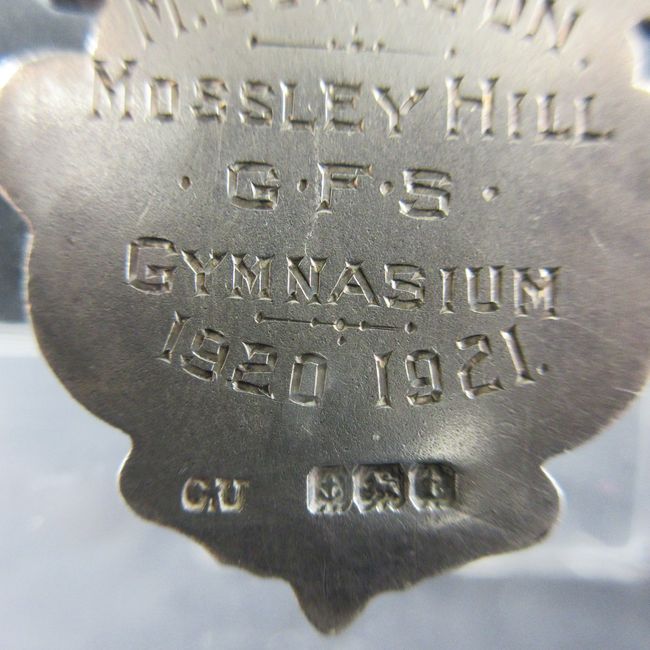 M.
MOSSLEY HILL
· G · F · S ·
GYMNASIUM
1920 1921.
C.U